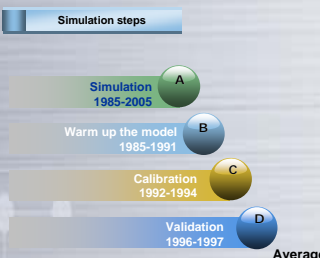 Simulation steps
A
Simulation
1985-2005
B
Warm up the model
1985-1991
C
Calibration
1992-1994
D
Validation
1996-1997
Average